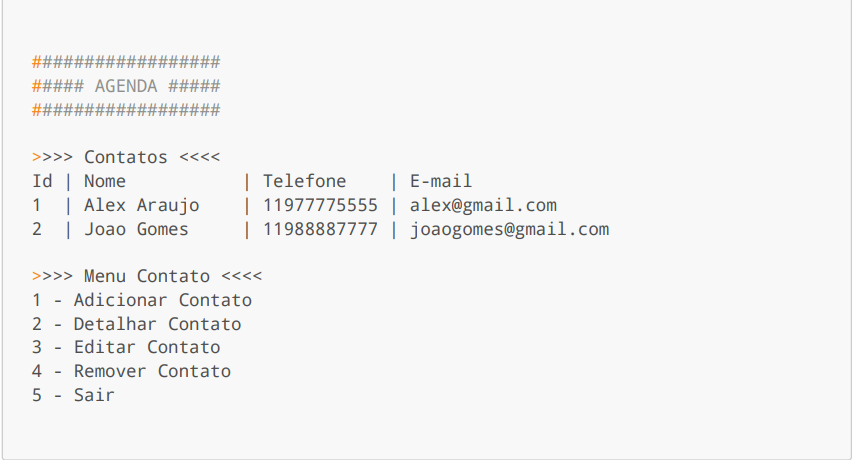 ##################
##### AGENDA #####
##################
>>>> Contatos <<<<
Id | Nome           | Telefone    | E-mail
1  | Alex Araujo    | 11977775555 | alex@gmail.com
2  | Joao Gomes     | 11988887777 | joaogomes@gmail.com
>>>> Menu Contato <<<<
1 - Adicionar Contato
2 - Detalhar Contato
3 - Editar Contato
4 - Remover Contato
5 - Sair